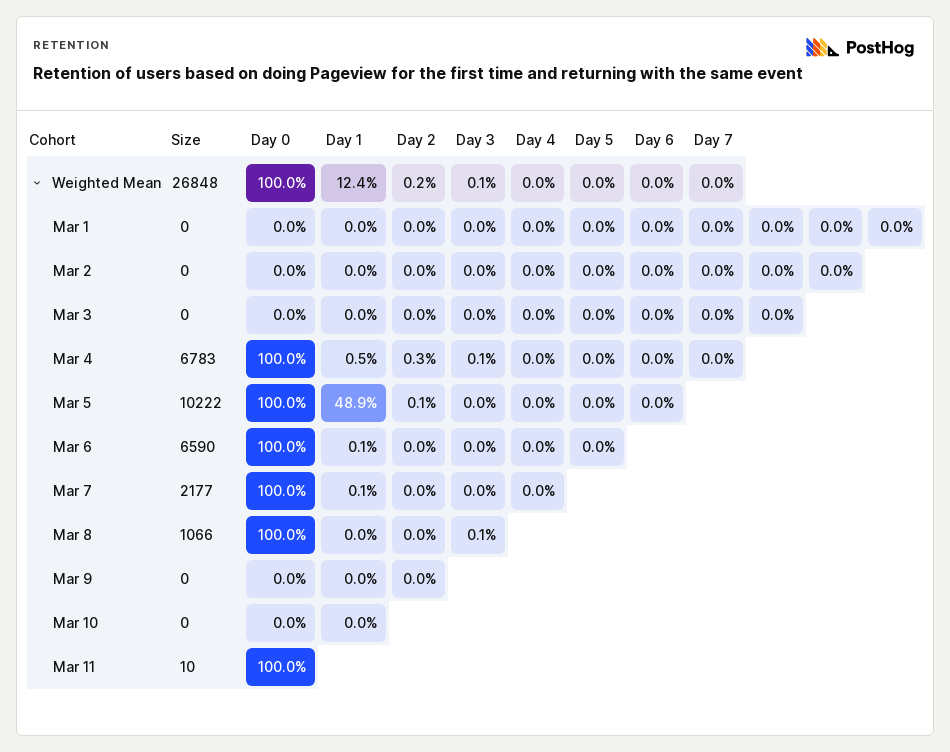 RETENTION
PostHog
Retention of users based on doing Pageview for the first time and returning with the same event
Cohort Size Day 0 Day 1 Day 2 Day 3 Day 4 Day 5 Day 6 Day 7
Weighted Mean 26848 100.0% 12.4% 0.2% 0.1% 0.0% 0.0% 0.0% 0.0%
Mar 1 0 0.0% 0.0% 0.0% 0.0% 0.0% 0.0% 0.0% 0.0% 0.0% 0.0% 0.0%
Mar 2 0 0.0% 0.0% 0.0% 0.0% 0.0% 0.0% 0.0% 0.0% 0.0% 0.0%
Mar 3 0 0.0% 0.0% 0.0% 0.0% 0.0% 0.0% 0.0% 0.0% 0.0%
Mar 4 6783 100.0% 0.5% 0.3% 0.1% 0.0% 0.0% 0.0% 0.0%
Mar 5 10222 100.0% 48.9% 0.1% 0.0% 0.0% 0.0% 0.0%
Mar 6 6590 100.0% 0.1% 0.0% 0.0% 0.0% 0.0%
Mar 7 2177 100.0% 0.1% 0.0% 0.0% 0.0%
Mar 8 1066 100.0% 0.0% 0.0% 0.1%
Mar 9 0 0.0% 0.0% 0.0%
Mar 10 0 0.0% 0.0%
Mar 11 10 100.0%